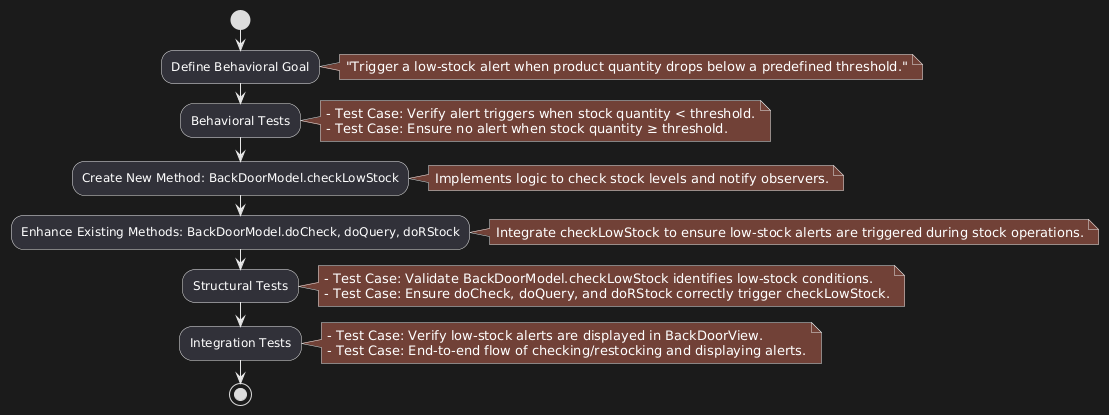 Define Behavioral Goal
"Trigger a low-stock alert when product quantity drops below a predefined threshold."
Behavioral Tests
- Test Case: Verify alert triggers when stock quantity < threshold.
- Test Case: Ensure no alert when stock quantity ≥ threshold.
Create New Method: BackDoorModel.checkLowStock
Implements logic to check stock levels and notify observers.
Enhance Existing Methods: BackDoorModel.doCheck, doQuery, doRStock
Integrate checkLowStock to ensure low-stock alerts are triggered during stock operations.
Structural Tests
- Test Case: Validate BackDoorModel.checkLowStock identifies low-stock conditions.
- Test Case: Ensure doCheck, doQuery, and doRStock correctly trigger checkLowStock.
Integration Tests
- Test Case: Verify low-stock alerts are displayed in BackDoorView.
- Test Case: End-to-end flow of checking/restocking and displaying alerts.